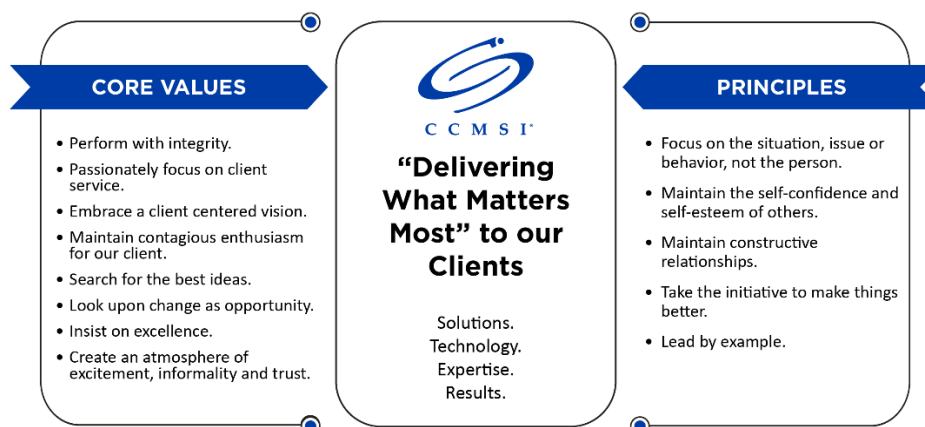 CORE VALUES
• Perform with integrity.
• Passionately focus on client
service.
• Embrace a client centered vision.
• Maintain contagious enthusiasm
for our client.
• Search for the best ideas.
• Look upon change as opportunity.
• Insist on excellence.
• Create an atmosphere of
excitement, informality and trust.
CCMSI
“Delivering
What Matters
Most” to our
Clients
Solutions.
Technology.
Expertise.
Results.
PRINCIPLES
• Focus on the situation, issue or
behavior, not the person.
• Maintain the self-confidence and
self-esteem of others.
• Maintain constructive
relationships.
• Take the initiative to make things
better.
• Lead by example.